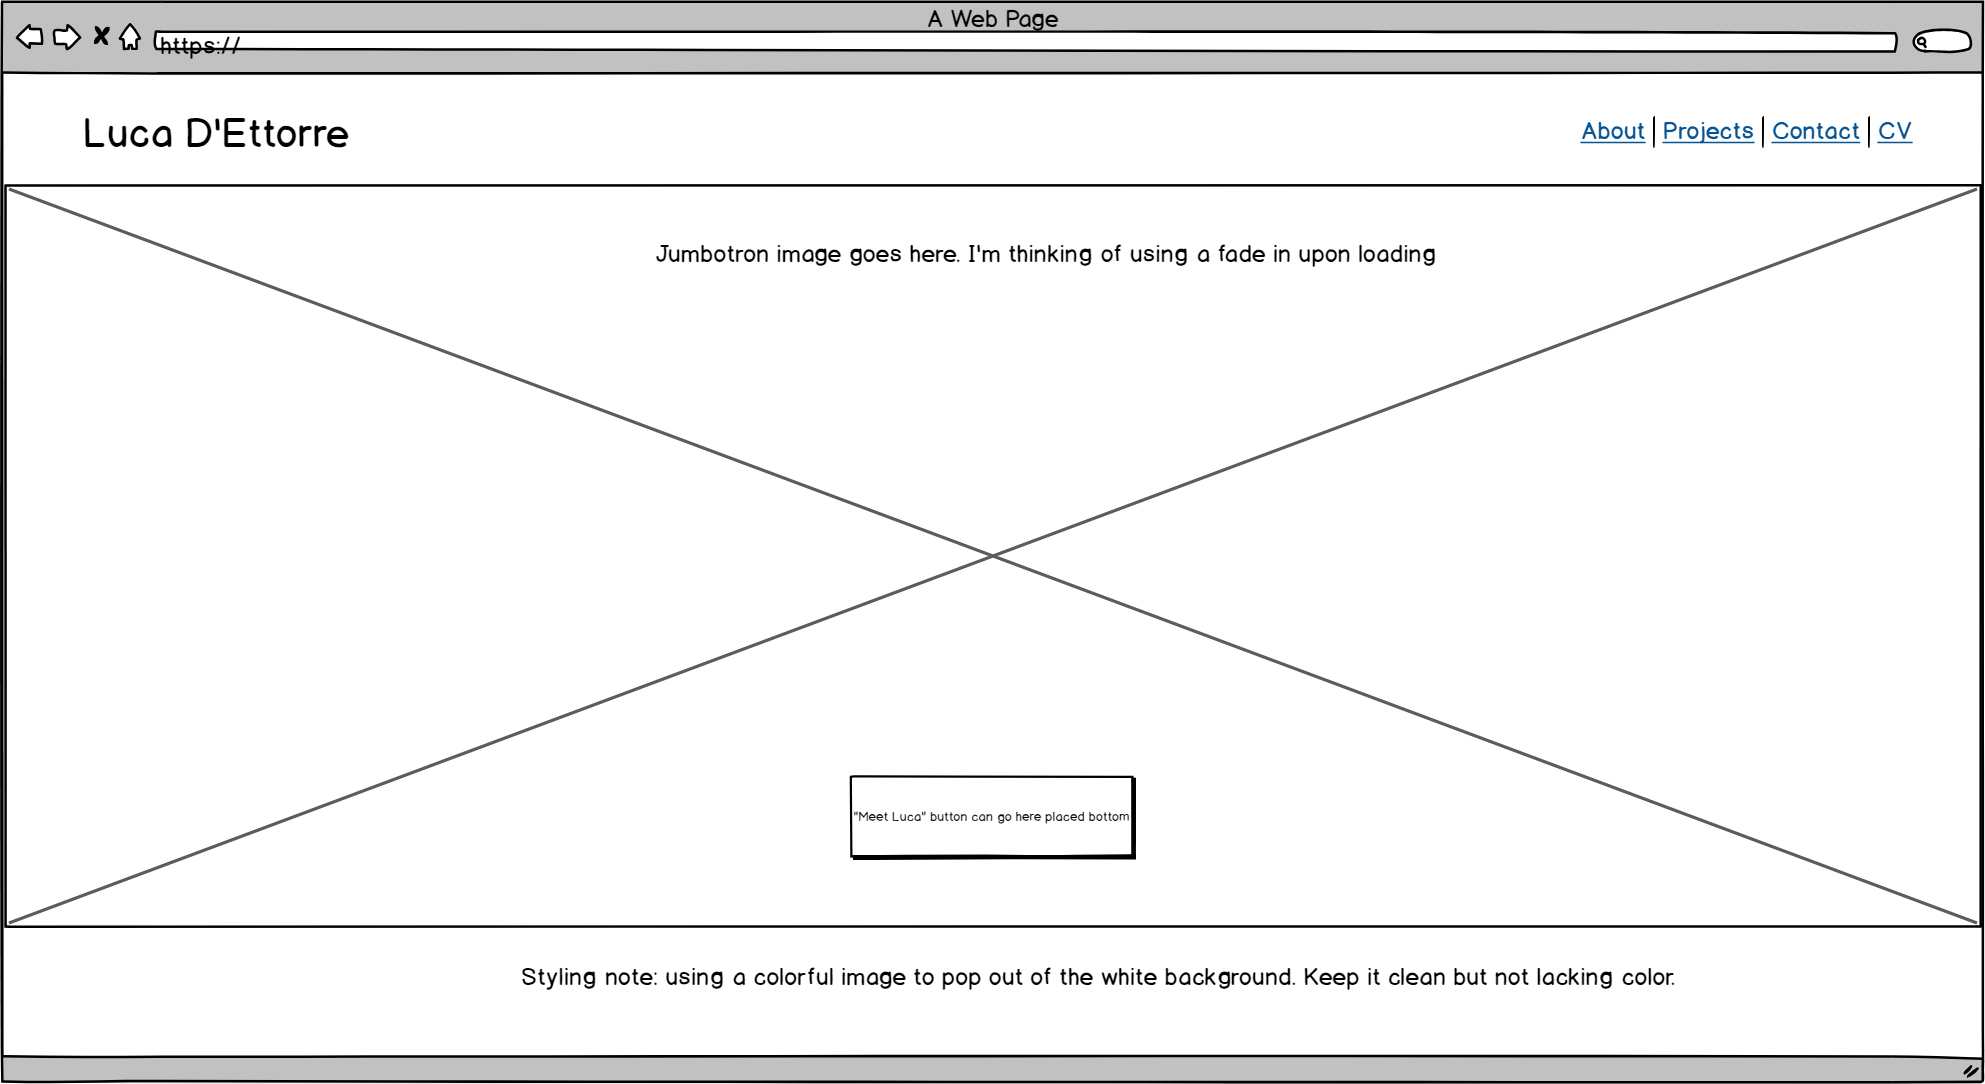 A Web Page
https://
Luca D'Ettorre
About | Projects | Contact | CV
Jumbotron image goes here. I'm thinking of using a fade in upon loading
"Meet Luca" button can go here placed bottom
Styling note: using a colorful image to pop out of the white background. Keep it clean but not lacking color.